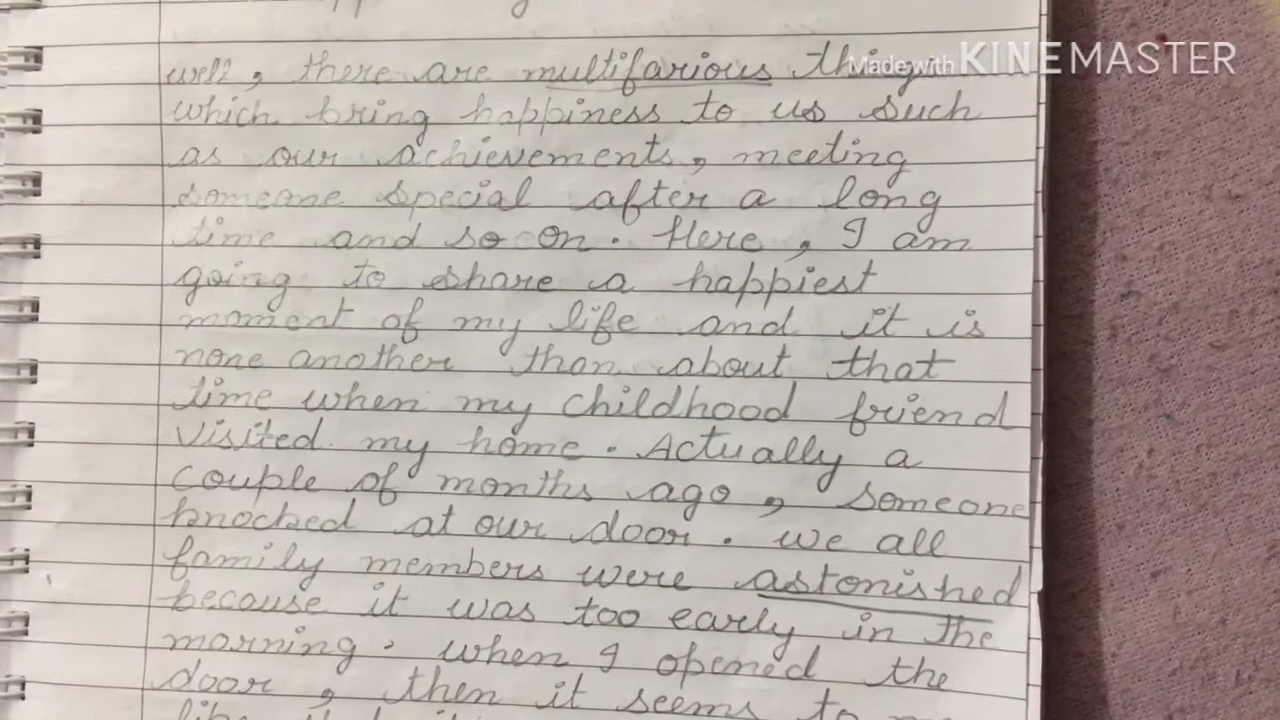 Made with KINEMASTER
well, there are multifarious things
which bring happiness to us such
as our achievements, meeting
someone special after a long
time and so on. Here, I am
going to share a happiest
moment of my life and it is
none another than about that
time when my childhood friend
visited my home. Actually a
couple of months ago, someone
knocked at our door. we all
family members were astonished
because it was too early in the
morning. when I opened the
door, then it seems to